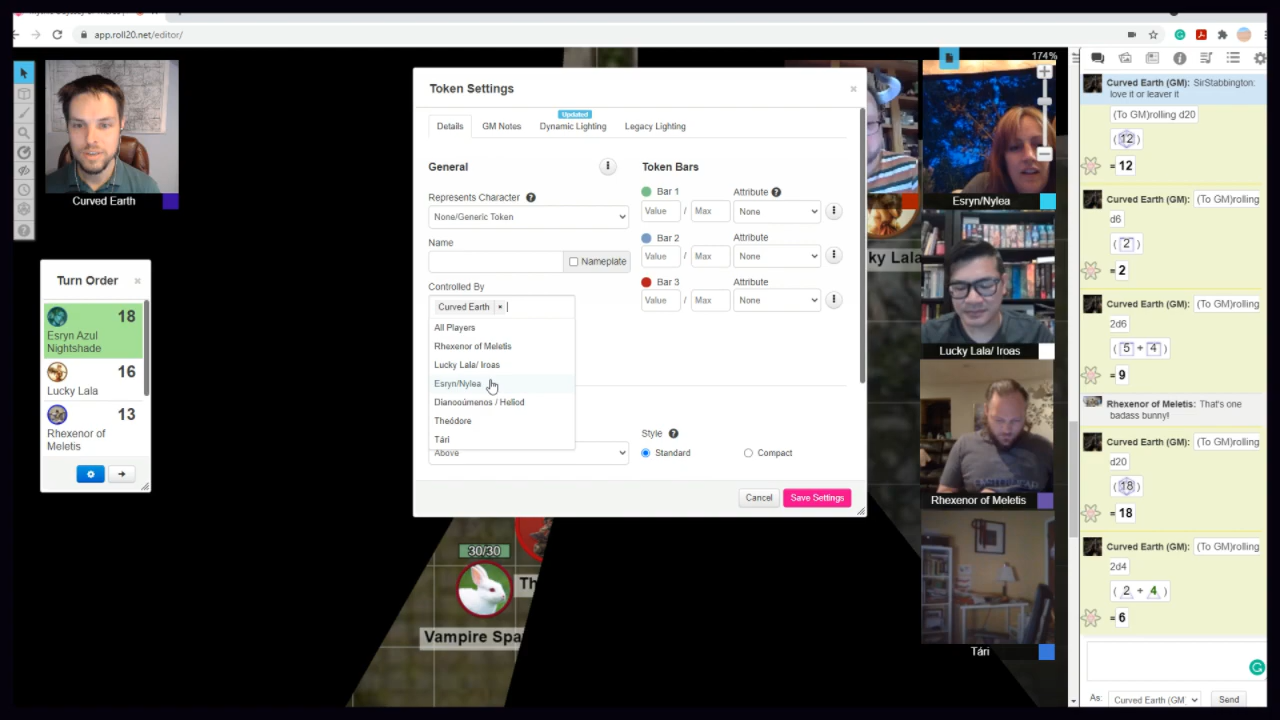 app.roll20.net/editor/
174%
Curved Earth
Turn Order
×
18
Esryn Azul
Nightshade
16
Lucky Lala
13
Rhexenor of
Meletis
Token Settings
×
Updated
Details
GM Notes
Dynamic Lighting
Legacy Lighting
General
Represents Character
None/Generic Token
Name
Nameplate
Controlled By
Curved Earth ×
All Players
Rhexenor of Meletis
Lucky Lala/ Iroas
Esryn/Nylea
Dianooúmenos / Heliod
Theódore
Tári
Above
Token Bars
Bar 1
Attribute
Value / Max
None
Bar 2
Attribute
Value / Max
None
Bar 3
Attribute
Value / Max
None
Style
Standard
Compact
Cancel
Save Settings
30/30
Th
Vampire Spa
ky Lala
Esryn/Nylea
Lucky Lala/ Iroas
Rhexenor of Meletis
Tári
Curved Earth (GM): SirStabbington:
love it or leaver it
(To GM)rolling d20
(12)
= 12
Curved Earth (GM): (To GM)rolling
d6
(2)
= 2
Curved Earth (GM): (To GM)rolling
2d6
(5 + 4)
= 9
Rhexenor of Meletis: That's one
badass bunny!
Curved Earth (GM): (To GM)rolling
d20
(18)
= 18
Curved Earth (GM): (To GM)rolling
2d4
(2 + 4)
= 6
As:
Curved Earth (GM)
Send